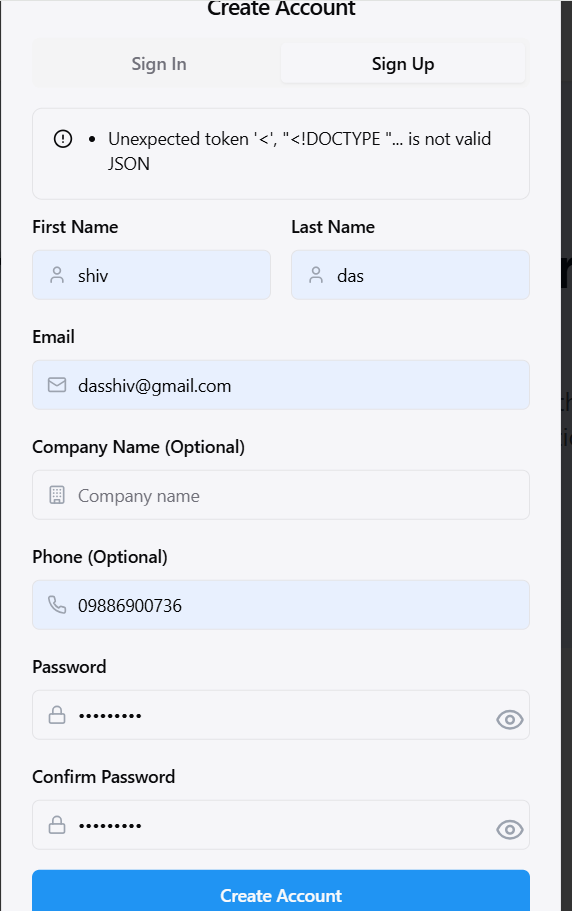 Create Account
Sign In
Sign Up
• Unexpected token '<', "<!DOCTYPE "... is not valid
JSON
First Name
Last Name
shiv
das
Email
dasshiv@gmail.com
Company Name (Optional)
Company name
Phone (Optional)
09886900736
Password
•••••••••
Confirm Password
•••••••••
Create Account